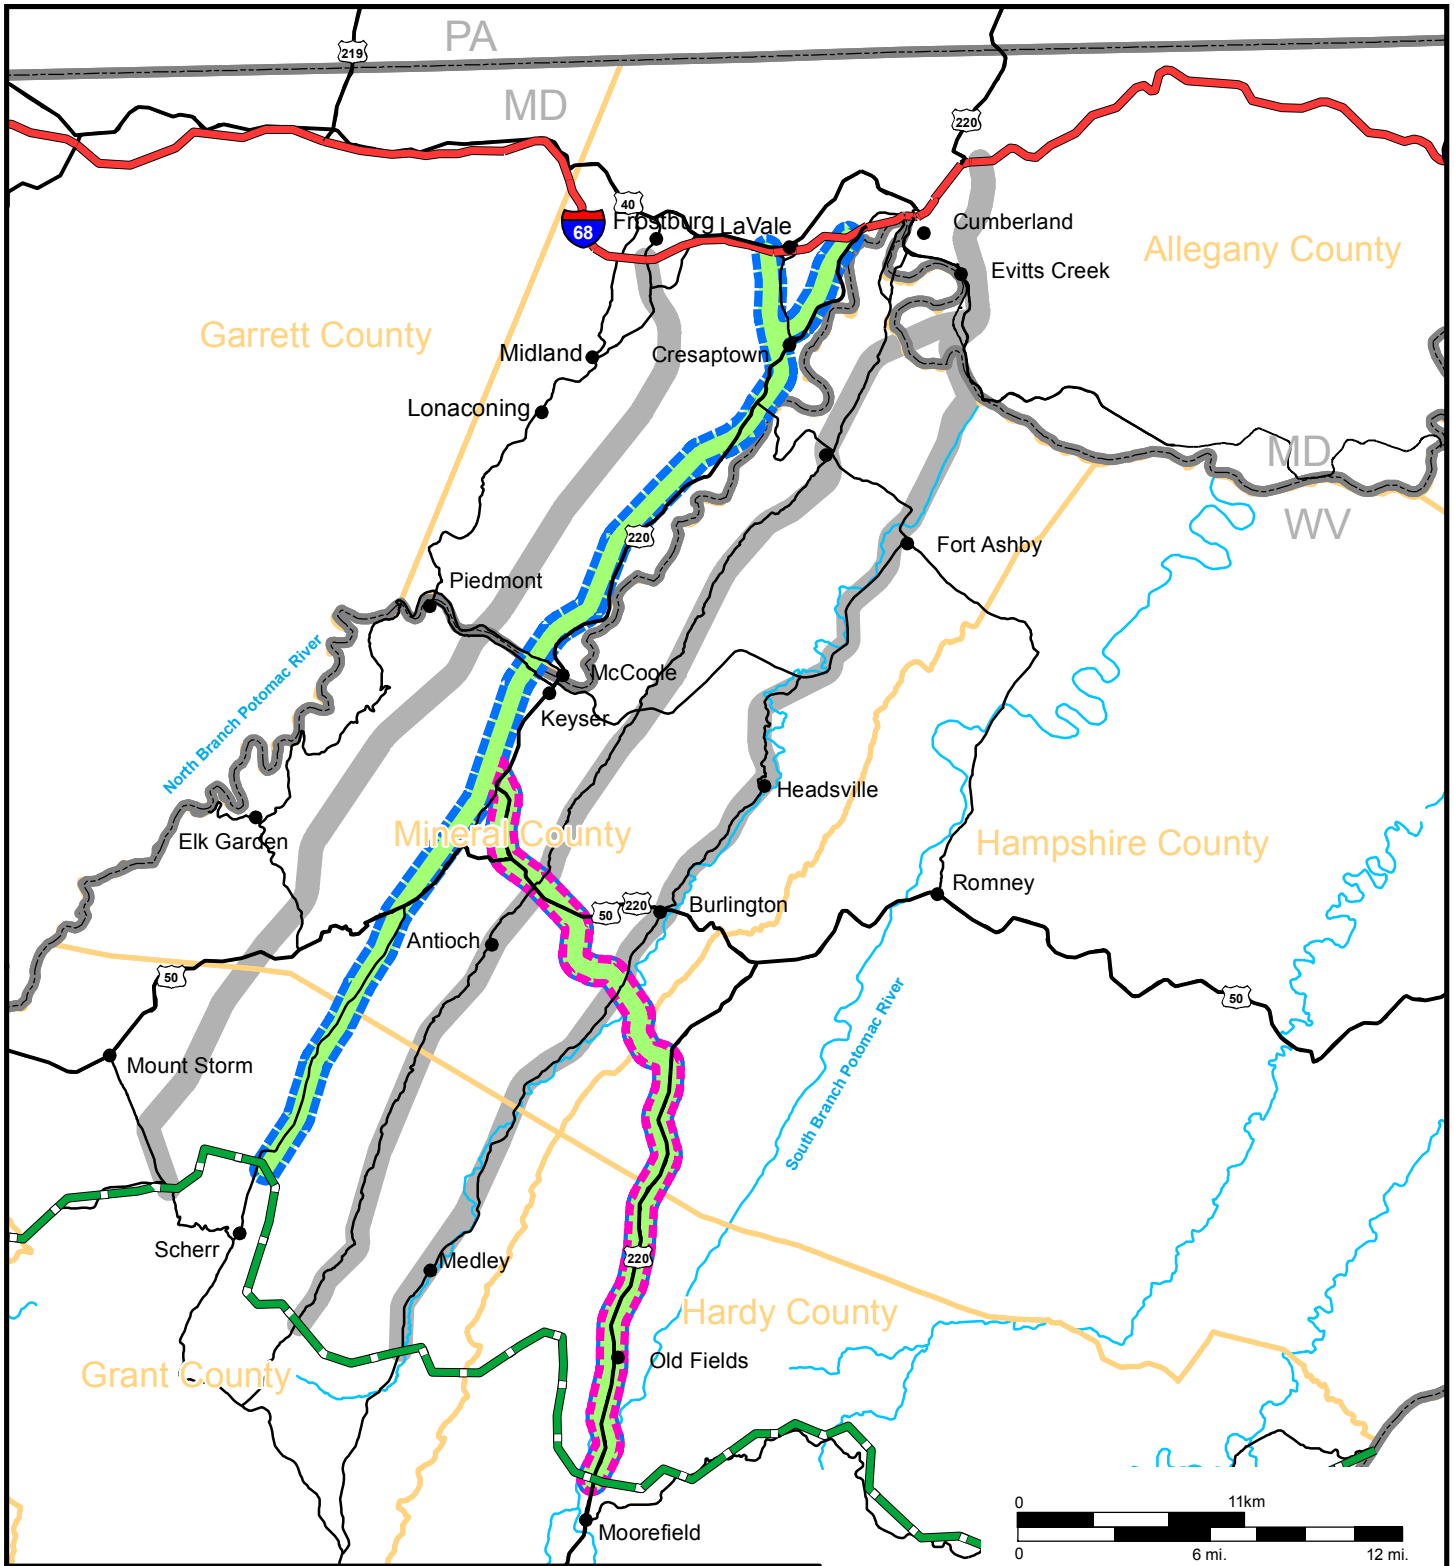 PA
219
MD
220
40
Frostburg
LaVale
68
Cumberland
Allegany County
Evitts Creek
Garrett County
Midland
Cresaptown
Lonaconing
MD
WV
220
Fort Ashby
Piedmont
North Branch Potomac River
McCoole
Keyser
Headsville
Elk Garden
Mineral County
Hampshire County
Romney
50
220
Burlington
Antioch
50
50
Mount Storm
South Branch Potomac River
Scherr
Medley
220
Hardy County
Old Fields
Grant County
Moorefield
0
11km
0
6 mi.
12 mi.